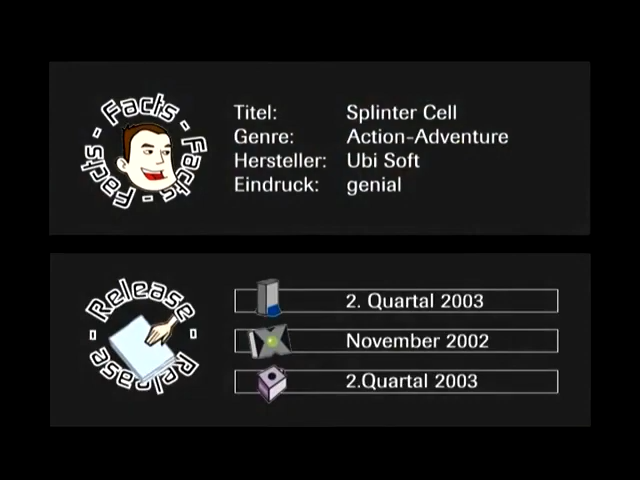 Facts - Facts - Facts -
Titel: Splinter Cell
Genre: Action-Adventure
Hersteller: Ubi Soft
Eindruck: genial
Release Release
2. Quartal 2003
November 2002
2.Quartal 2003